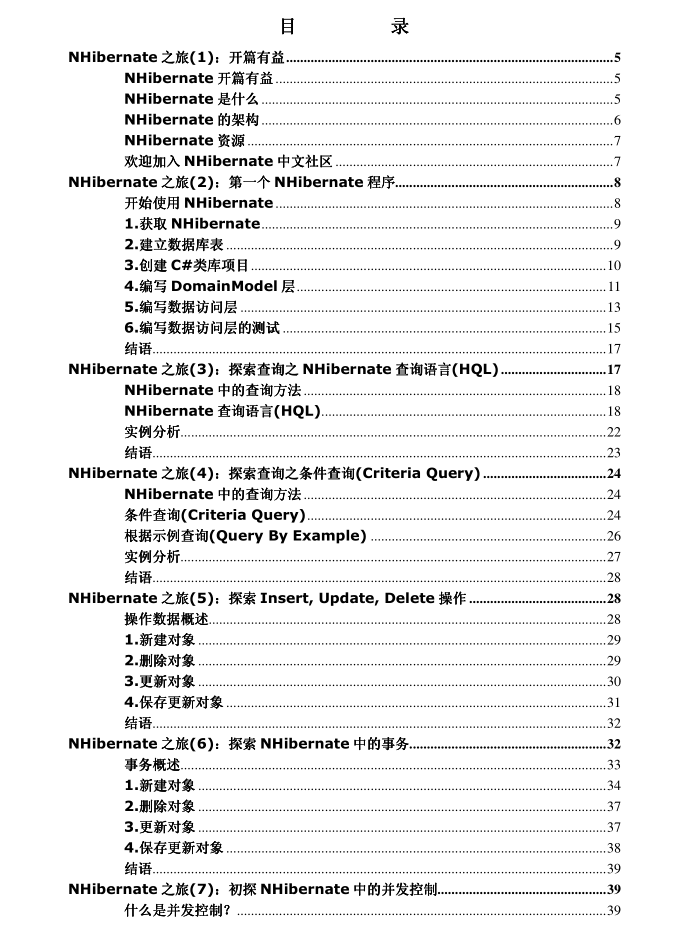 目 录
NHibernate 之旅(1)：开篇有益......5
NHibernate 开篇有益......5
NHibernate 是什么......5
NHibernate 的架构......6
NHibernate 资源......7
欢迎加入 NHibernate 中文社区......7
NHibernate 之旅(2)：第一个 NHibernate 程序......8
开始使用 NHibernate......8
1.获取 NHibernate......9
2.建立数据库表......9
3.创建 C#类库项目......10
4.编写 DomainModel 层......11
5.编写数据访问层......13
6.编写数据访问层的测试......15
结语......17
NHibernate 之旅(3)：探索查询之 NHibernate 查询语言(HQL)......17
NHibernate 中的查询方法......18
NHibernate 查询语言(HQL)......18
实例分析......22
结语......23
NHibernate 之旅(4)：探索查询之条件查询(Criteria Query)......24
NHibernate 中的查询方法......24
条件查询(Criteria Query)......24
根据示例查询(Query By Example)......26
实例分析......27
结语......28
NHibernate 之旅(5)：探索 Insert, Update, Delete 操作......28
操作数据概述......28
1.新建对象......29
2.删除对象......29
3.更新对象......30
4.保存更新对象......31
结语......32
NHibernate 之旅(6)：探索 NHibernate 中的事务......32
事务概述......33
1.新建对象......34
2.删除对象......37
3.更新对象......37
4.保存更新对象......38
结语......39
NHibernate 之旅(7)：初探 NHibernate 中的并发控制......39
什么是并发控制？......39